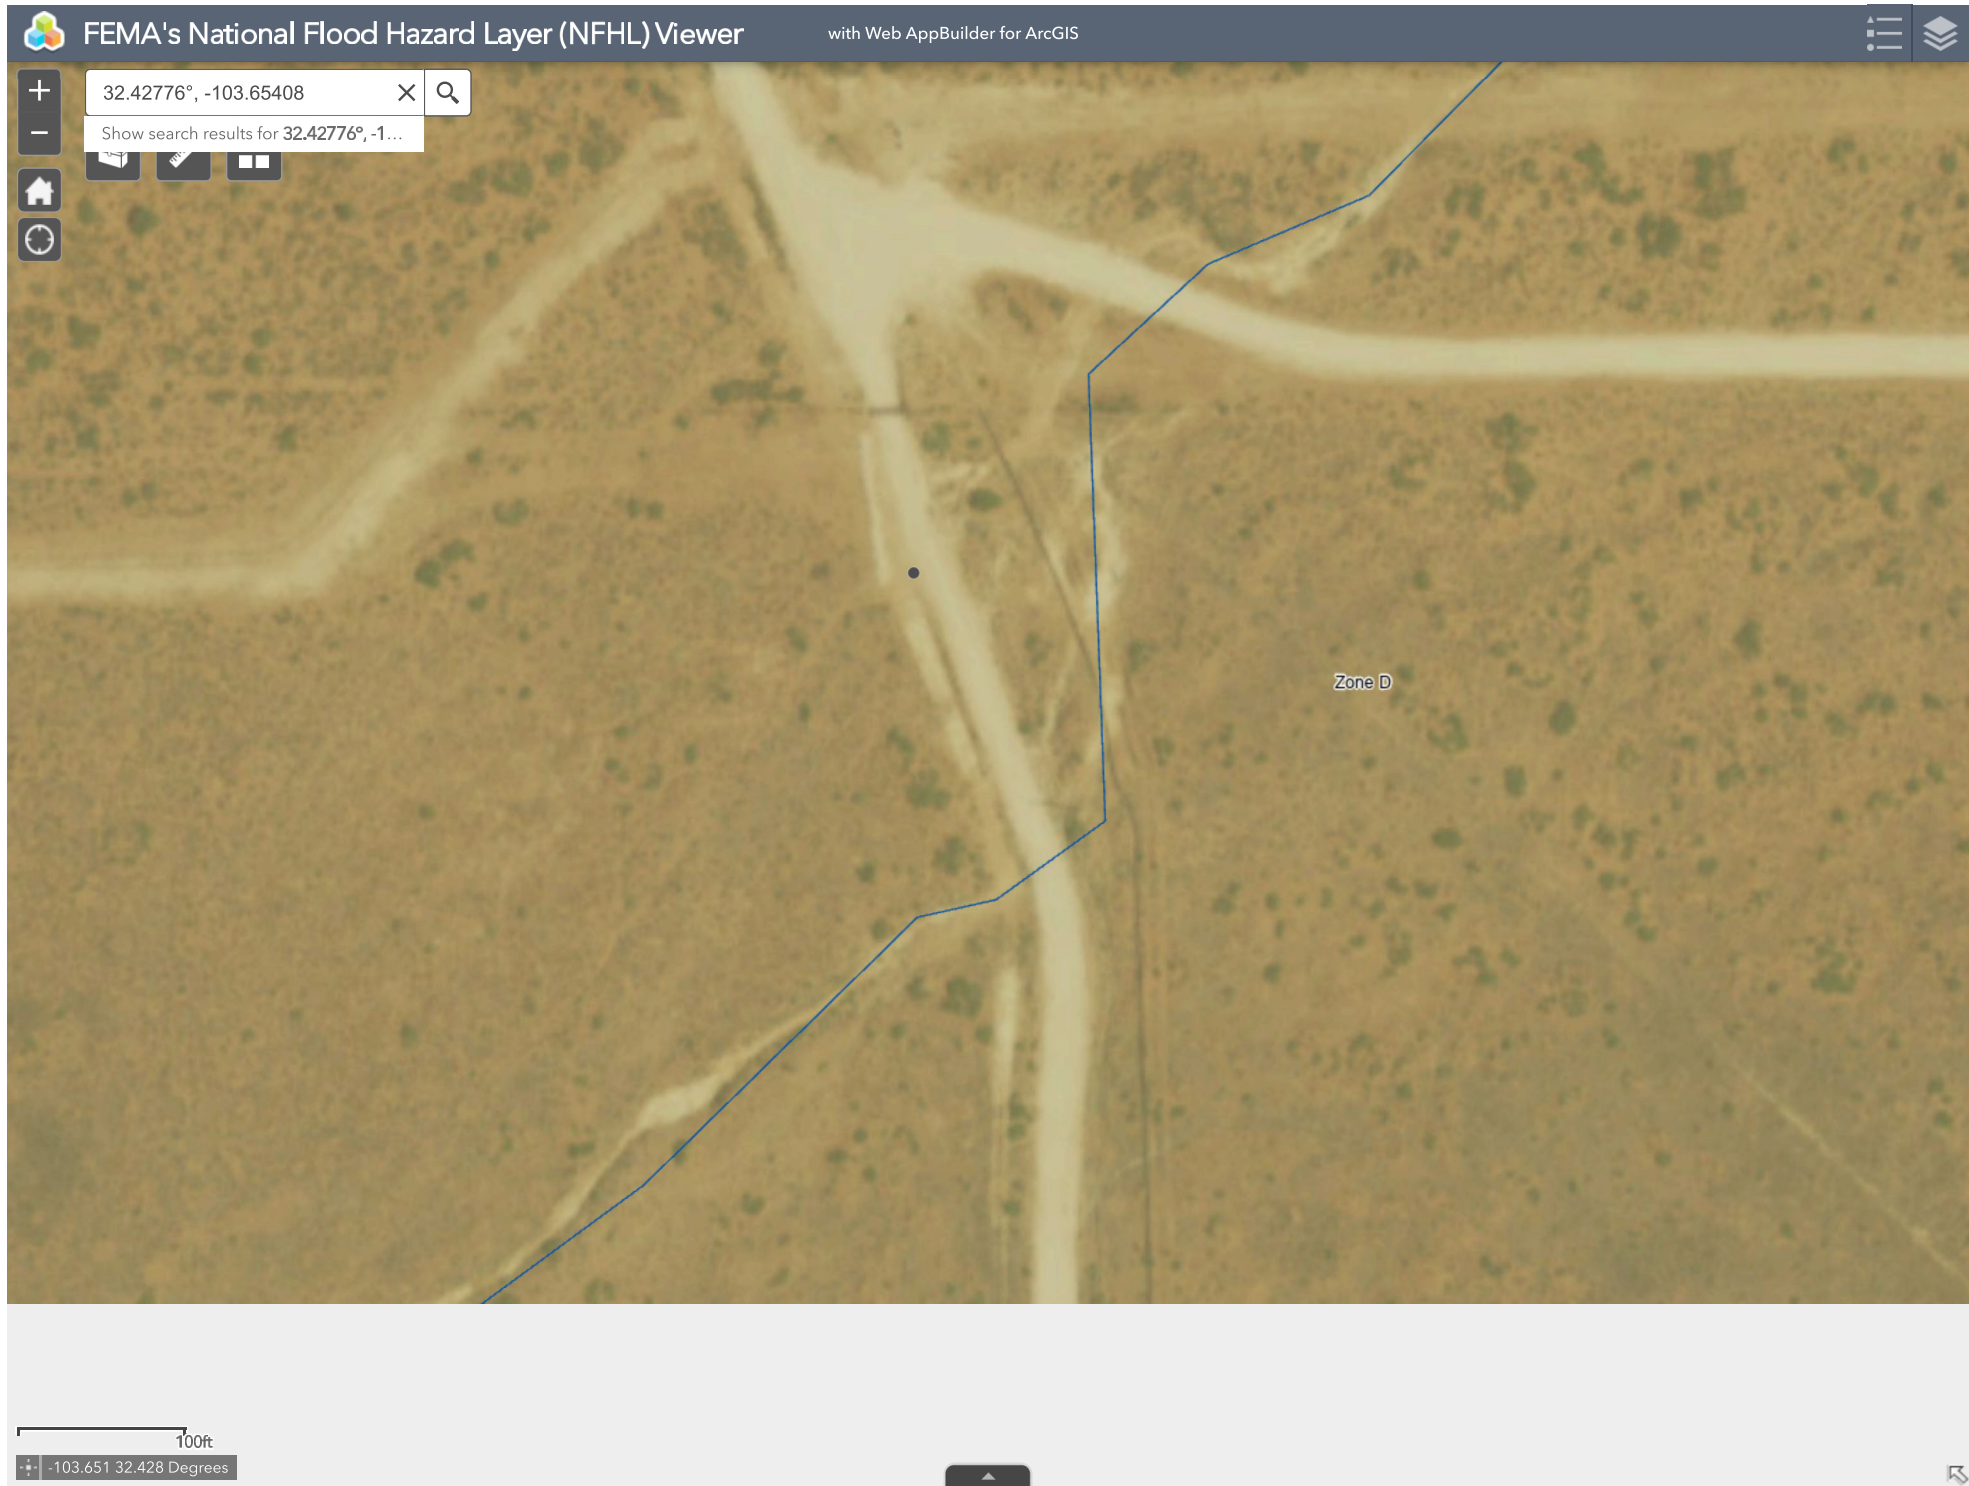 FEMA's National Flood Hazard Layer (NFHL) Viewer
with Web AppBuilder for ArcGIS
32.42776°, -103.65408
Show search results for 32.42776°, -1...
Zone D
100ft
-103.651 32.428 Degrees